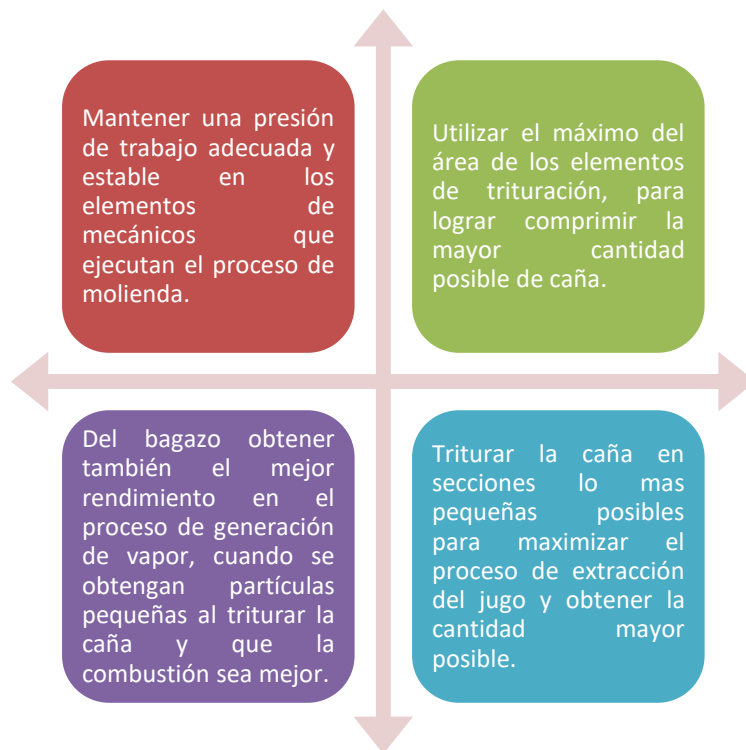 Mantener una presión
de trabajo adecuada y
estable en los
elementos de
mecánicos que
ejecutan el proceso de
molienda.
Utilizar el máximo del
área de los elementos
de trituración, para
lograr comprimir la
mayor cantidad
posible de caña.
Del bagazo obtener
también el mejor
rendimiento en el
proceso de generación
de vapor, cuando se
obtengan partículas
pequeñas al triturar la
caña y que la
combustión sea mejor.
Triturar la caña en
secciones lo mas
pequeñas posibles
para maximizar el
proceso de extracción
del jugo y obtener la
cantidad mayor
posible.